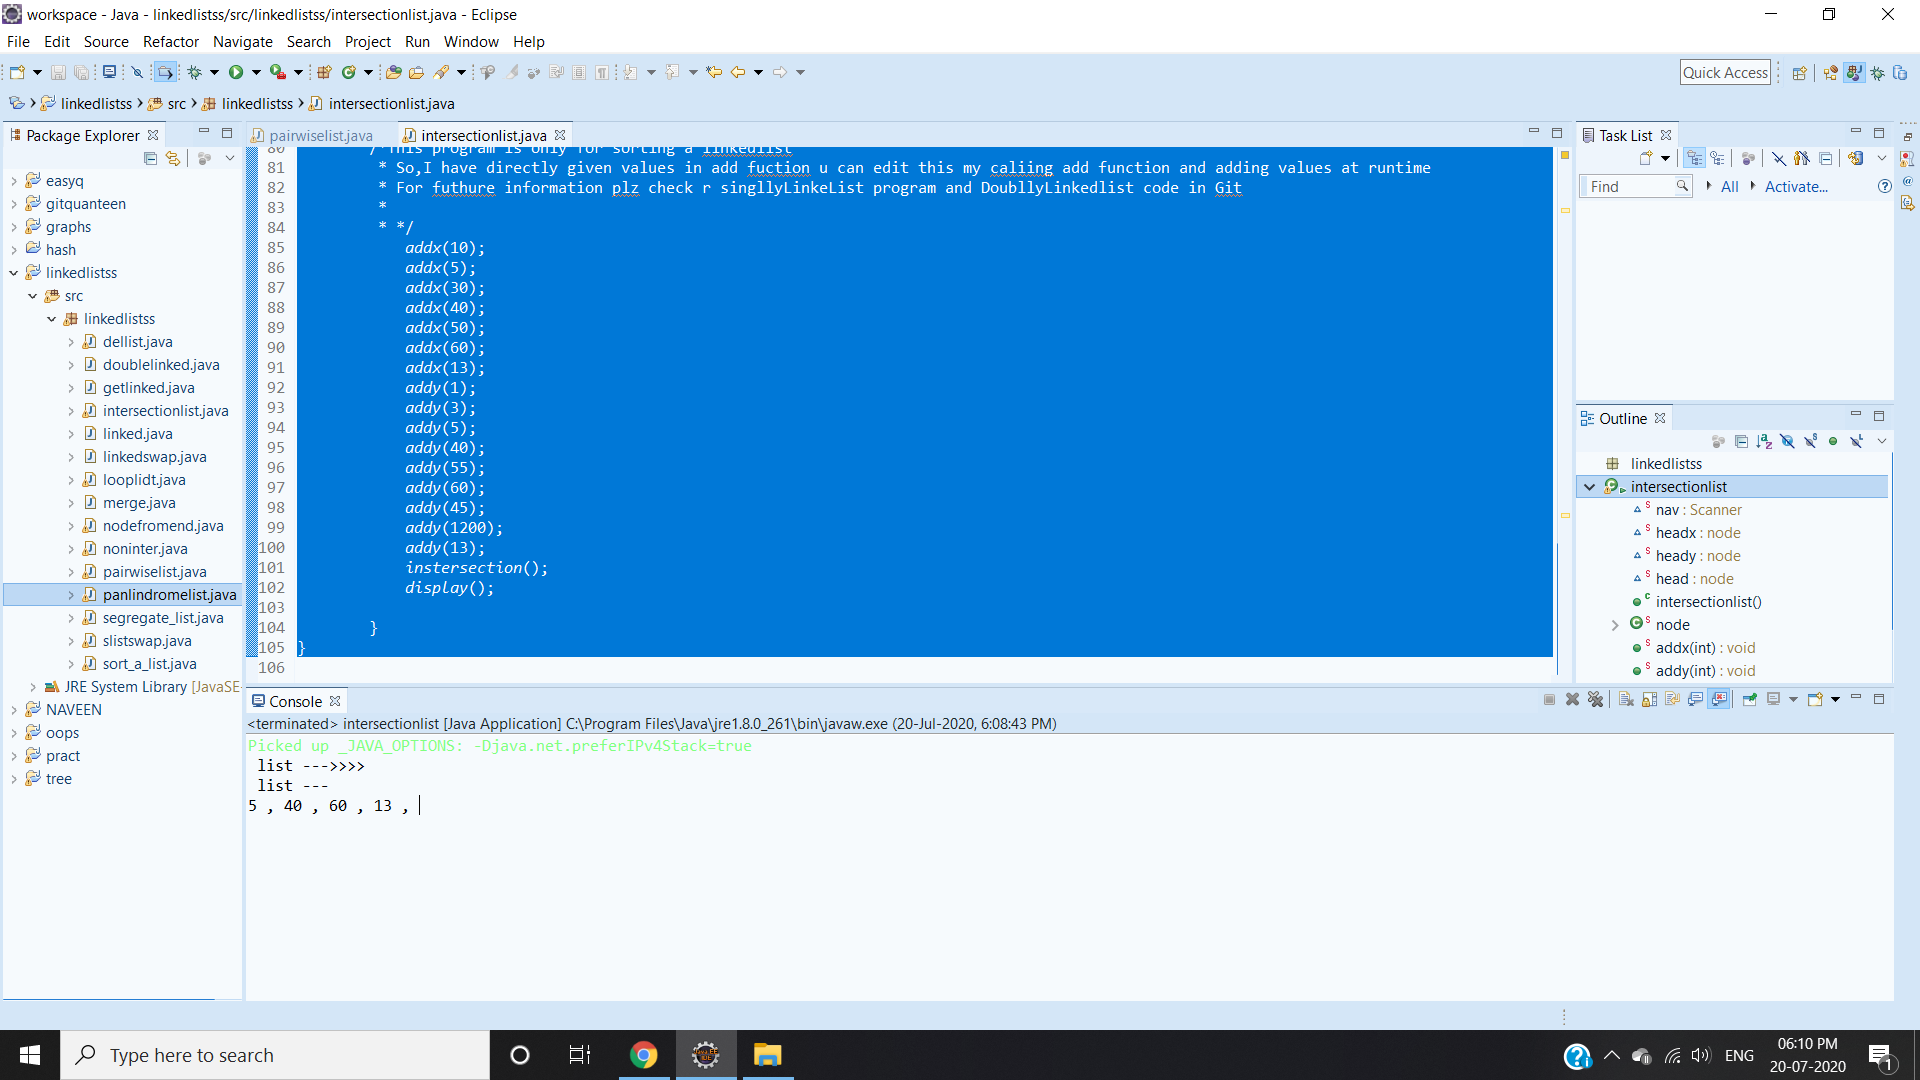 workspace - Java - linkedlistss/src/linkedlistss/intersectionlist.java - Eclipse
File Edit Source Refactor Navigate Search Project Run Window Help
Quick Access
linkedlistss src linkedlistss intersectionlist.java
Package Explorer
easyq
gitquanteen
graphs
hash
linkedlistss
src
linkedlistss
dellist.java
doublelinked.java
getlinked.java
intersectionlist.java
linked.java
linkedswap.java
looplidt.java
merge.java
nodefromend.java
noninter.java
pairwiselist.java
panlindromelist.java
segregate_list.java
slistswap.java
sort_a_list.java
JRE System Library [JavaSE-
NAVEEN
oops
pract
tree
pairwiselist.java intersectionlist.java
80 /*This program is only for sorting a linkedlist
81 * So,I have directly given values in add fuction u can edit this my caliing add function and adding values at runtime
82 * For futhure information plz check r singllyLinkeList program and DoubllyLinkedlist code in Git
83 *
84 * */
85 addx(10);
86 addx(5);
87 addx(30);
88 addx(40);
89 addx(50);
90 addx(60);
91 addx(13);
92 addy(1);
93 addy(3);
94 addy(5);
95 addy(40);
96 addy(55);
97 addy(60);
98 addy(45);
99 addy(1200);
100 addy(13);
101 instersection();
102 display();
103
104 }
105 }
106
Console
<terminated> intersectionlist [Java Application] C:\Program Files\Java\jre1.8.0_261\bin\javaw.exe (20-Jul-2020, 6:08:43 PM)
Picked up _JAVA_OPTIONS: -Djava.net.preferIPv4Stack=true
list --->>>>
list ---
5 , 40 , 60 , 13 ,
Task List
Find All Activate...
Outline
linkedlistss
intersectionlist
nav : Scanner
headx : node
heady : node
head : node
intersectionlist()
node
addx(int) : void
addy(int) : void
Type here to search
ENG
06:10 PM
20-07-2020
1